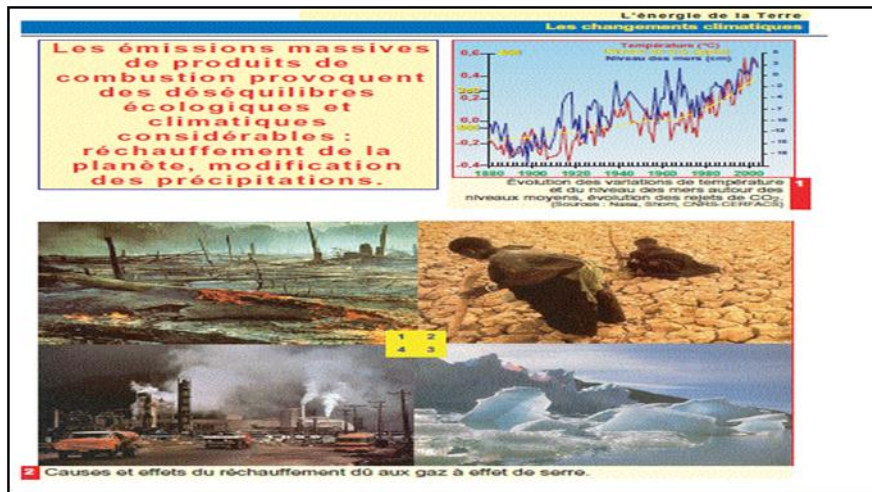 L'énergie de la Terre
Les changements climatiques
Les émissions massives
de produits de
combustion provoquent
des déséquilibres
écologiques et
climatiques
considérables :
réchauffement de la
planète, modification
des précipitations.
Température (°C)
Niveau des mers (cm)
0,6
0,4
0,2
0,0
-0,2
-0,4
1880 1900 1920 1940 1960 1980 2000
1
Évolution des variations de température
et du niveau des mers autour des
niveaux moyens, évolution des rejets de CO₂.
(Sources : Nasa, Shom, CNRS-CERFACS)
1 2
4 3
2 Causes et effets du réchauffement dû aux gaz à effet de serre.